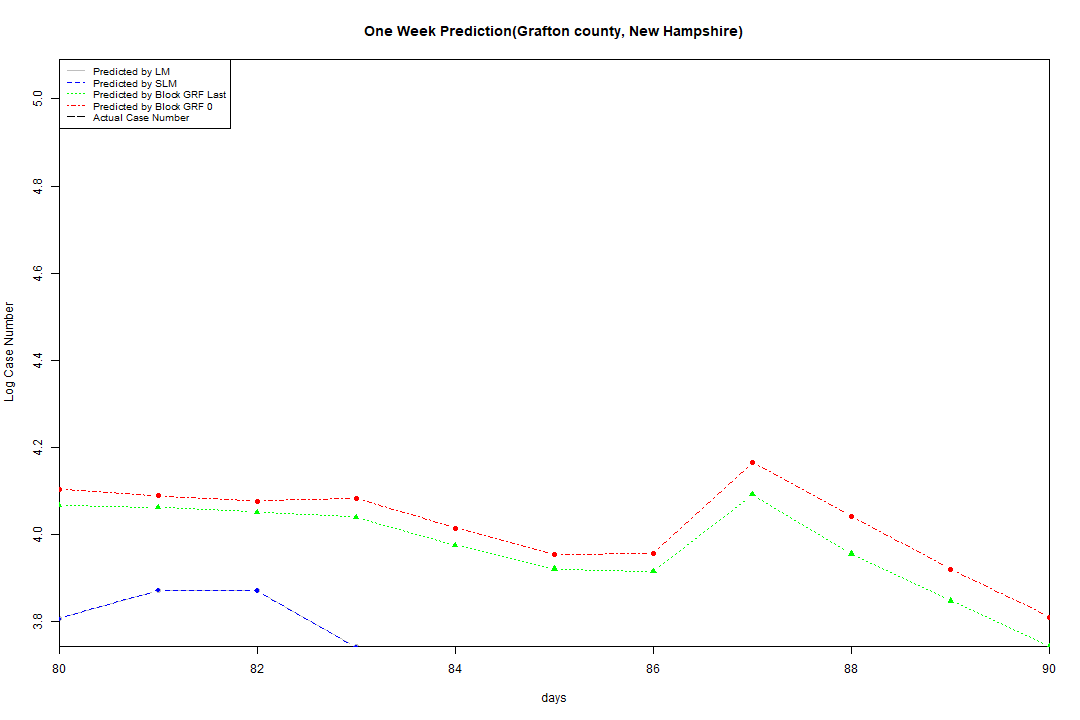 One Week Prediction(Grafton county, New Hampshire)
Predicted by LM
Predicted by SLM
Predicted by Block GRF Last
Predicted by Block GRF 0
Actual Case Number
Log Case Number
5.0
4.8
4.6
4.4
4.2
4.0
3.8
80 82 84 86 88 90
days